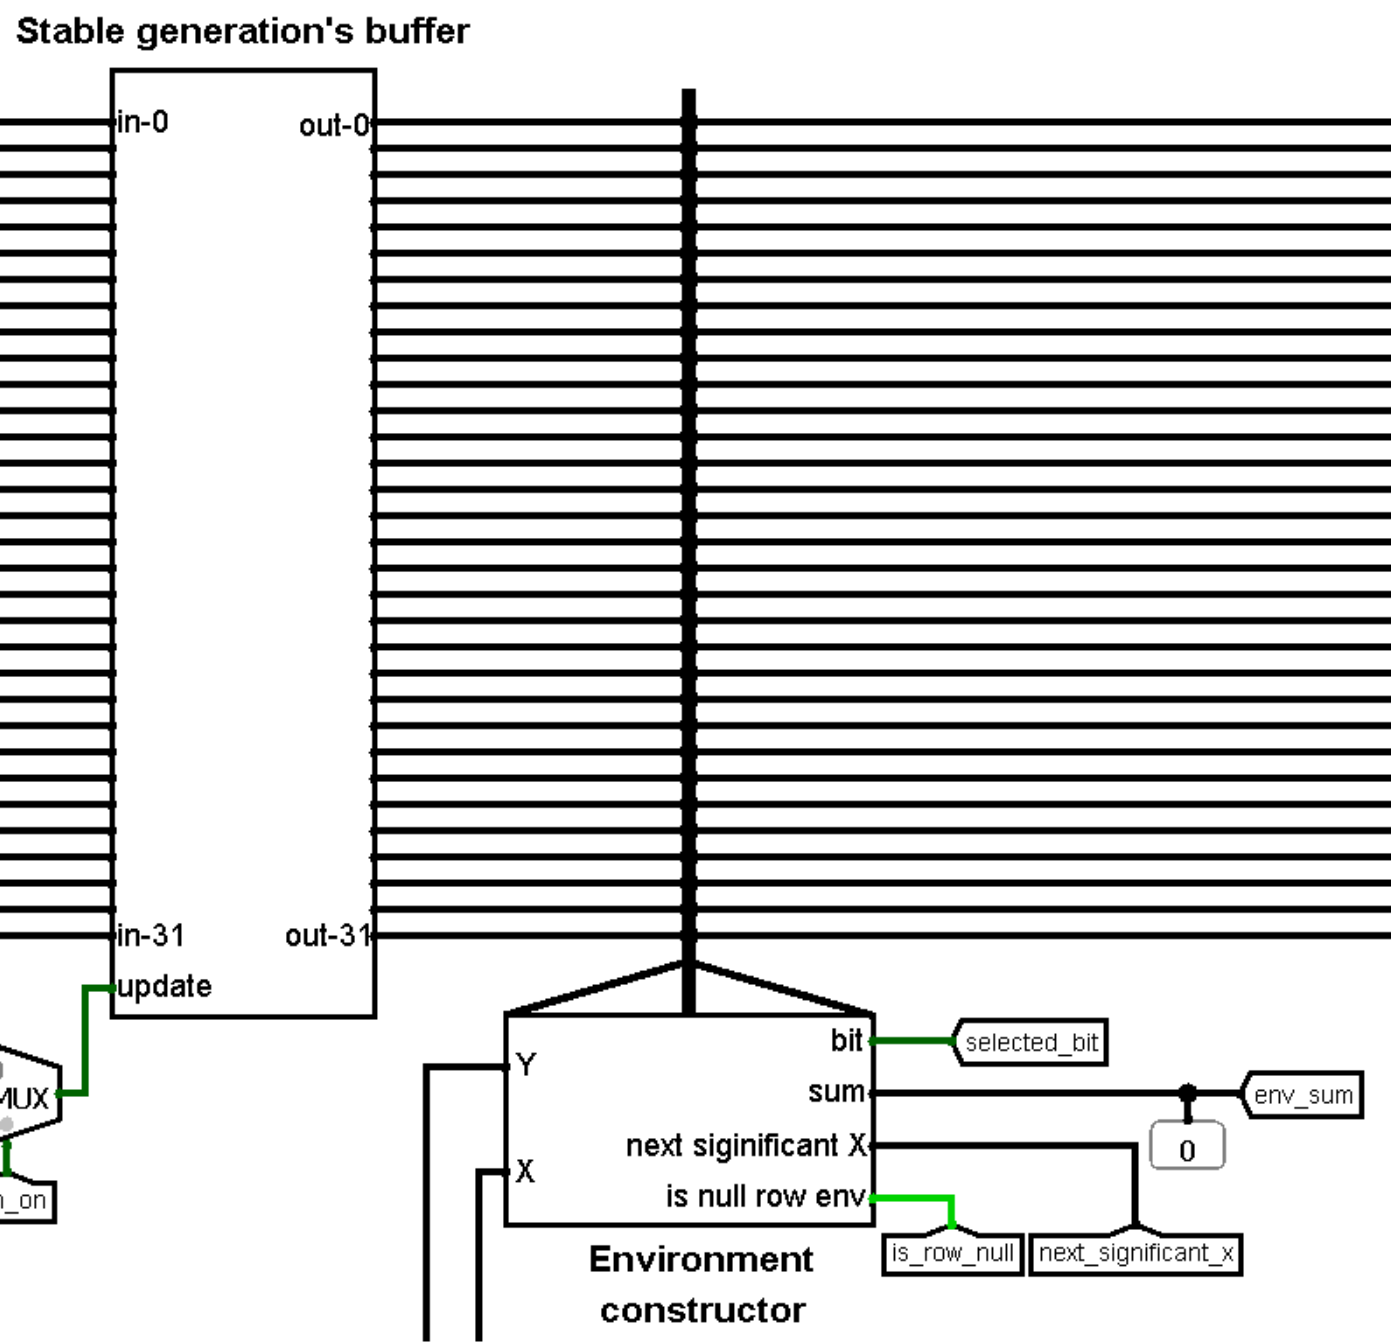 Stable generation's buffer
in-0
out-0
in-31
out-31
update
MUX
n_on
Y
X
bit
sum
next siginificant X
is null row env
selected_bit
env_sum
0
is_row_null
next_significant_x
Environment
constructor